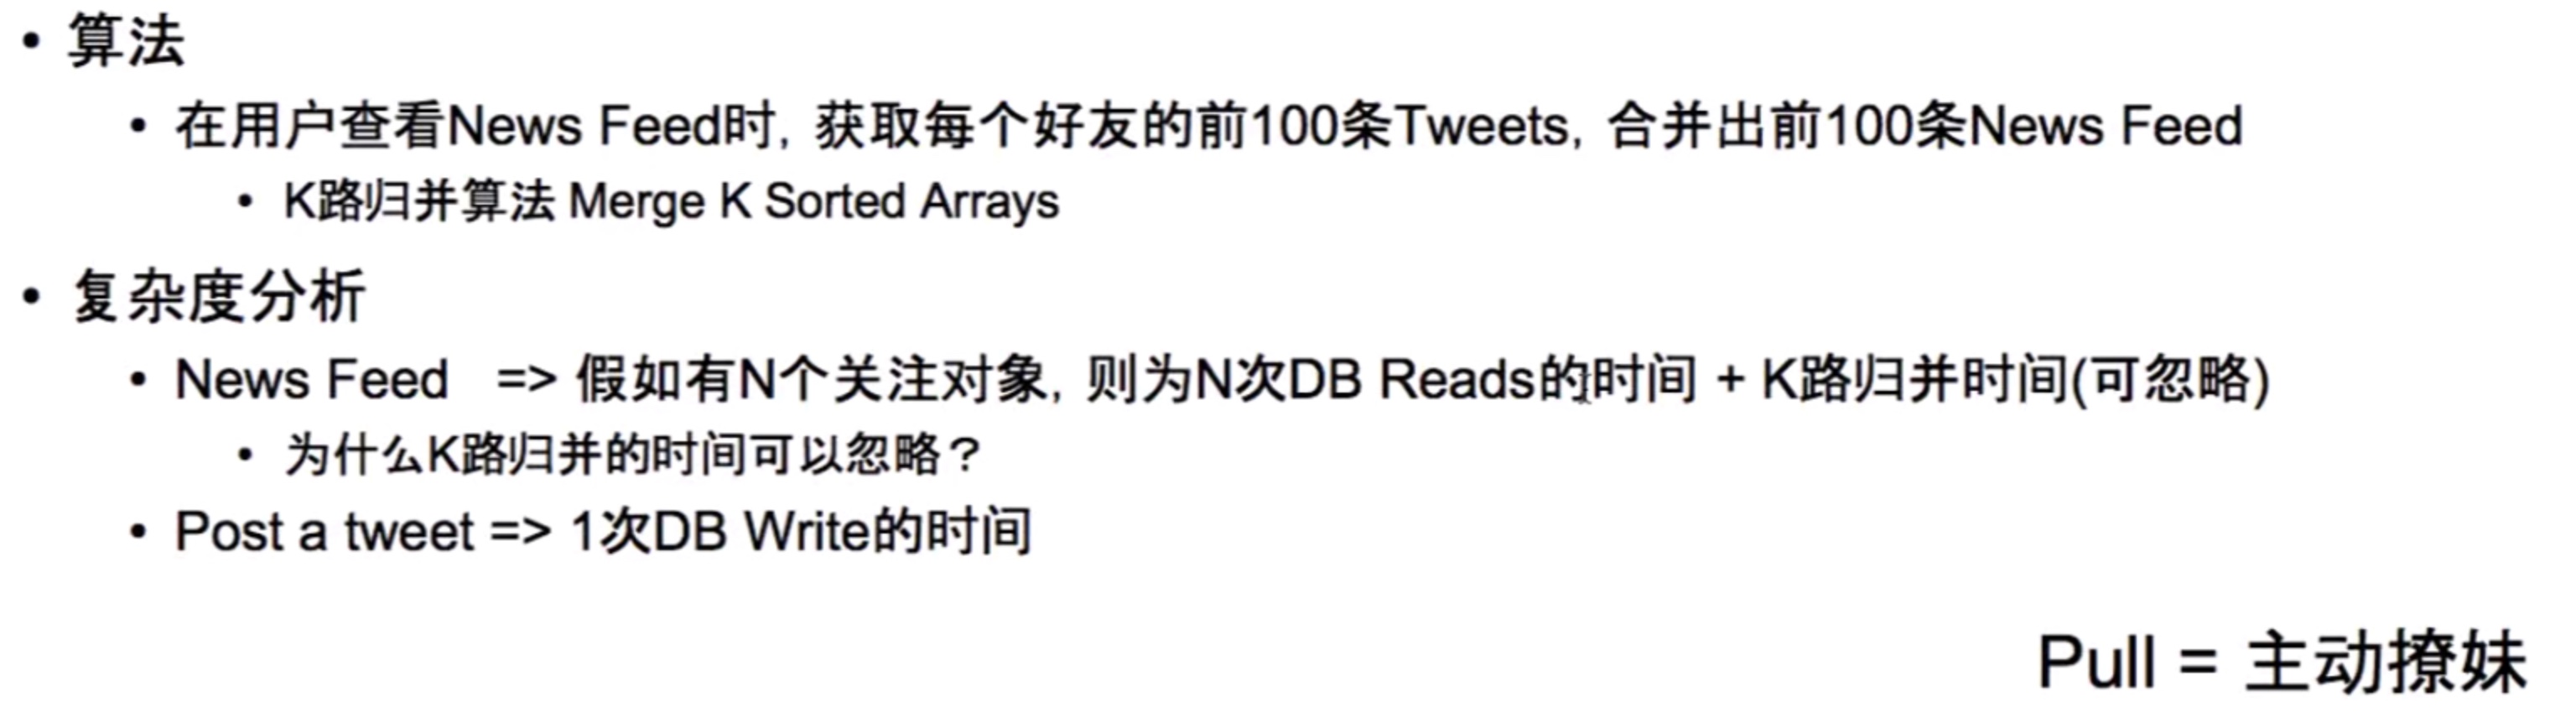 • 算法
• 在用户查看News Feed时, 获取每个好友的前100条Tweets, 合并出前100条News Feed
• K路归并算法 Merge K Sorted Arrays
• 复杂度分析
• News Feed => 假如有N个关注对象, 则为N次DB Reads的时间 + K路归并时间(可忽略)
• 为什么K路归并的时间可以忽略？
• Post a tweet => 1次DB Write的时间
Pull = 主动撩妹